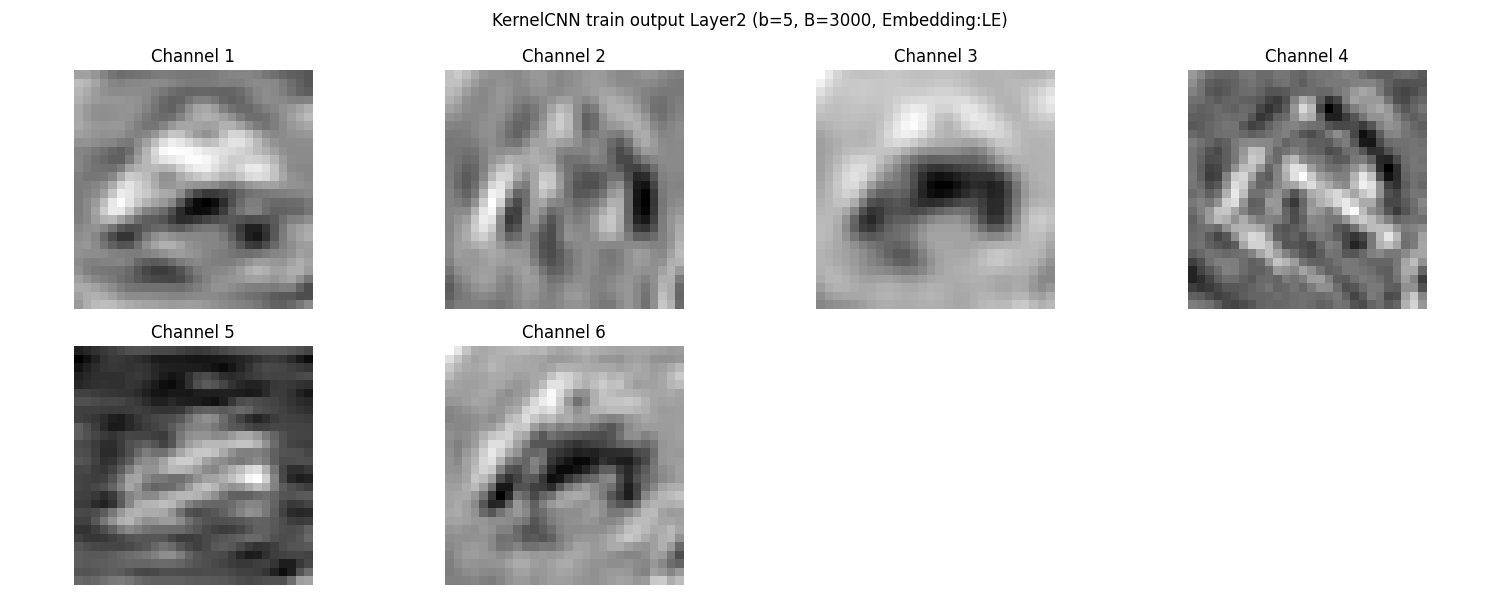 KernelCNN train output Layer2 (b=5, B=3000, Embedding:LE)
Channel 1
Channel 2
Channel 3
Channel 4
Channel 5
Channel 6